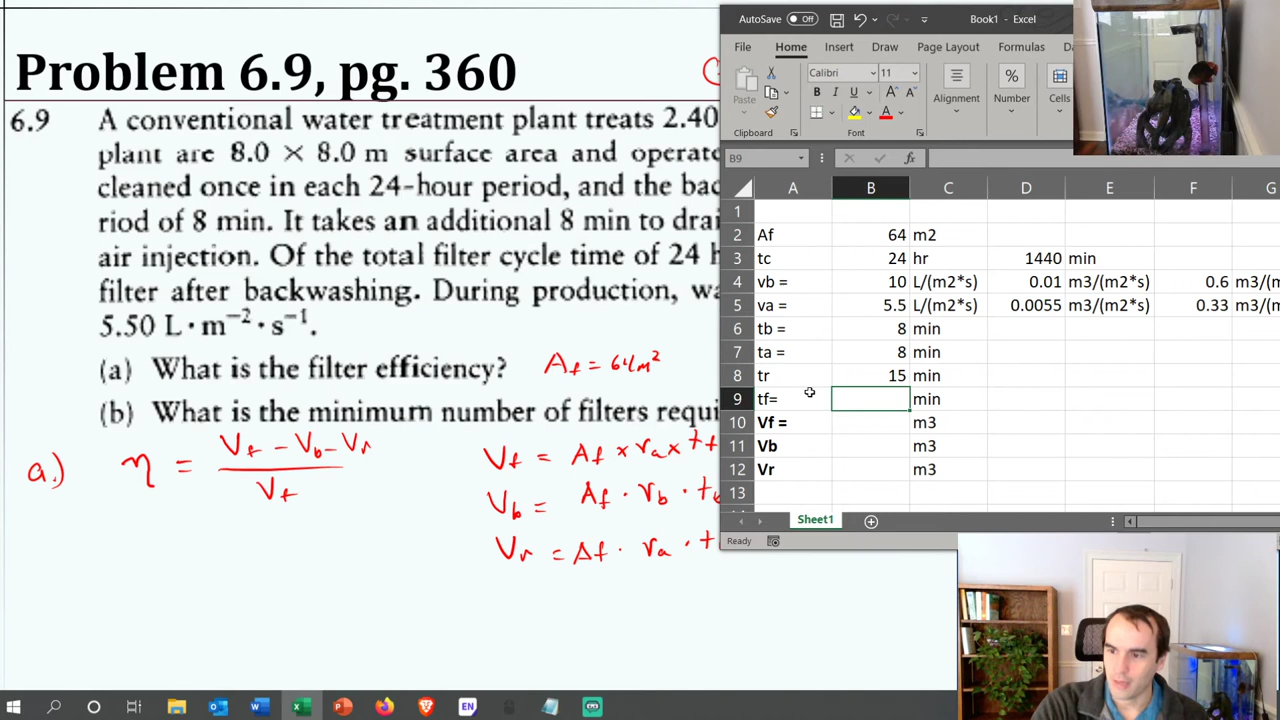 Problem 6.9, pg. 360
6.9 A conventional water treatment plant treats 2.40
plant are 8.0 × 8.0 m surface area and operate
cleaned once in each 24-hour period, and the bac
riod of 8 min. It takes an additional 8 min to drai
air injection. Of the total filter cycle time of 24 h
filter after backwashing. During production, wa
5.50 L·m⁻²·s⁻¹.
(a) What is the filter efficiency? Af = 64m²
(b) What is the minimum number of filters requi
a.) η = Vf - Vb - Vr / Vf
Vf = Af x va x tf
Vb = Af · vb · t
Vr = Af · va · t
AutoSave Off Book1 - Excel
File Home Insert Draw Page Layout Formulas Da
Paste Calibri 11 Alignment Number Cells
B I U A A
Clipboard Font
B9 fx
A B C D E F G
1
2 Af 64 m2
3 tc 24 hr 1440 min
4 vb = 10 L/(m2*s) 0.01 m3/(m2*s) 0.6 m3/(
5 va = 5.5 L/(m2*s) 0.0055 m3/(m2*s) 0.33 m3/(
6 tb = 8 min
7 ta = 8 min
8 tr 15 min
9 tf= min
10 Vf = m3
11 Vb m3
12 Vr m3
13
Sheet1
Ready
EN